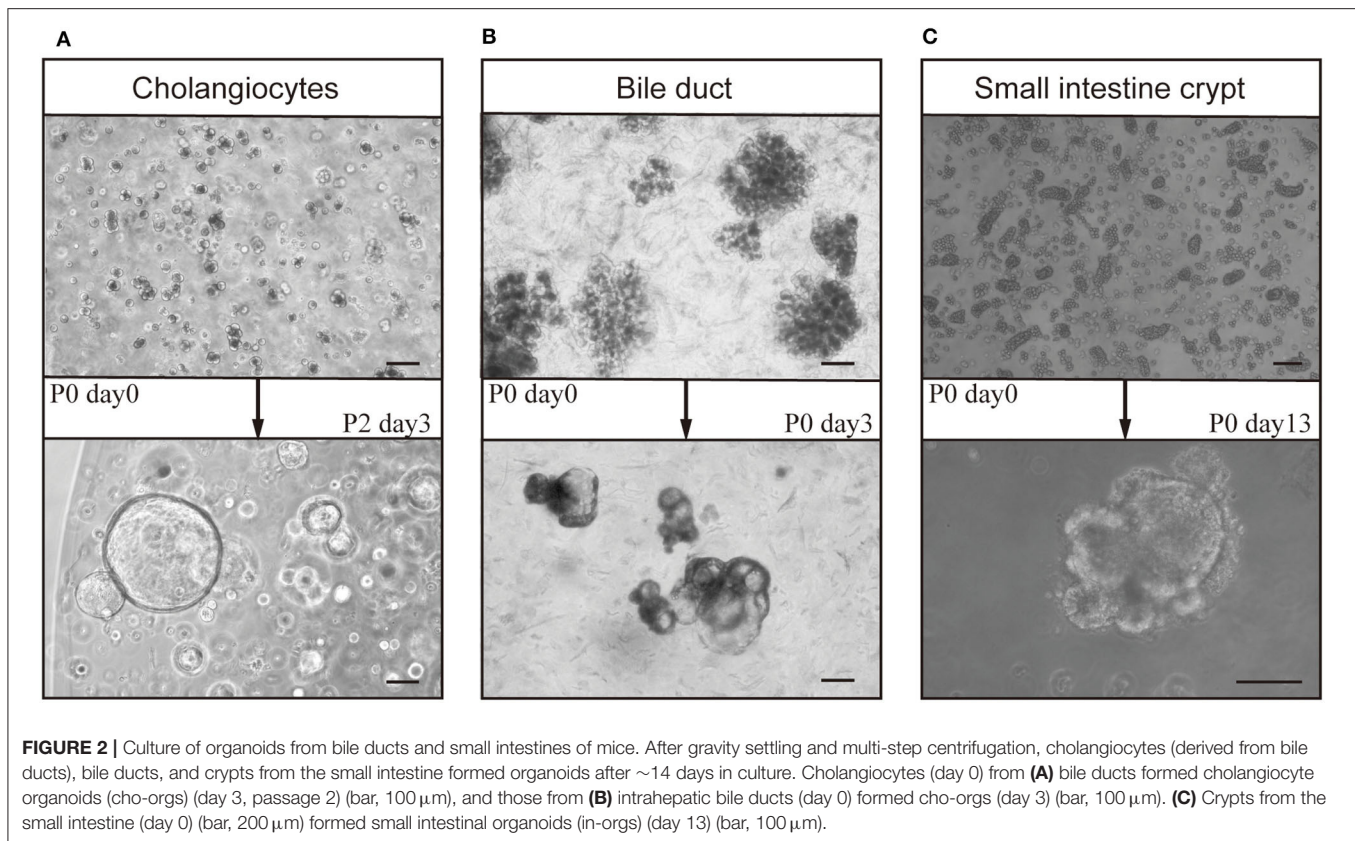 A
B
C
Cholangiocytes
Bile duct
Small intestine crypt
P0 day0
P2 day3
P0 day0
P0 day3
P0 day0
P0 day13
FIGURE 2 | Culture of organoids from bile ducts and small intestines of mice. After gravity settling and multi-step centrifugation, cholangiocytes (derived from bile
ducts), bile ducts, and crypts from the small intestine formed organoids after ∼14 days in culture. Cholangiocytes (day 0) from (A) bile ducts formed cholangiocyte
organoids (cho-orgs) (day 3, passage 2) (bar, 100 μm), and those from (B) intrahepatic bile ducts (day 0) formed cho-orgs (day 3) (bar, 100 μm). (C) Crypts from the
small intestine (day 0) (bar, 200 μm) formed small intestinal organoids (in-orgs) (day 13) (bar, 100 μm).